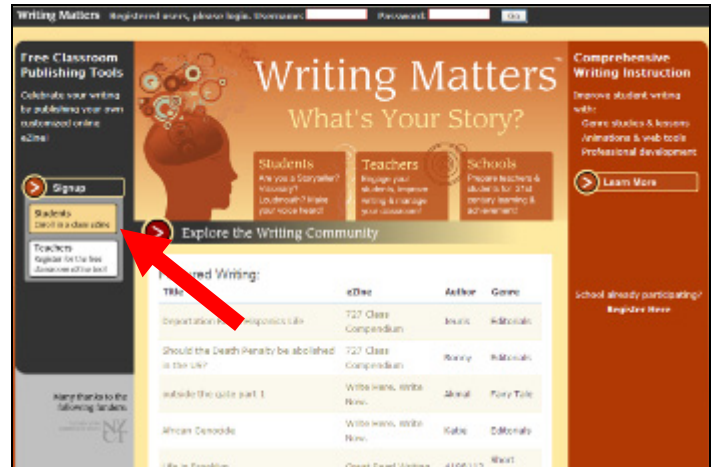 Writing Matters Registered users, please login. Username: Password: Go
Free Classroom
Publishing Tools
Celebrate your writing
by publishing your own
customized online
eZine!
Signup
Students
Enroll in a class eZine
Teachers
Register for the free
classroom eZine tool!
Many thanks to the
following funders:
Writing Matters
What's Your Story?
Students
Are you a Storyteller?
Visionary?
Loudmouth? Make
your voice heard!
Teachers
Engage your
students, improve
writing & manage
your classroom!
Schools
Prepare teachers &
students for 21st
century learning &
achievement!
Explore the Writing Community
Writing:
Title eZine Author Genre
Deportation Life 727 Class Compendium Editorials
Should the Death Penalty be abolished in the US? 727 Class Compendium Editorials
outside the gate part 1 Write Here, Write Now. Akmal Fairy Tale
African Genocide Write Here, Write Now. Katie Editorials
Life in Brooklyn Short
Comprehensive
Writing Instruction
Improve student writing
with:
Genre studies & lessons
Animations & web tools
Professional development
Learn More
School already participating?
Register Here